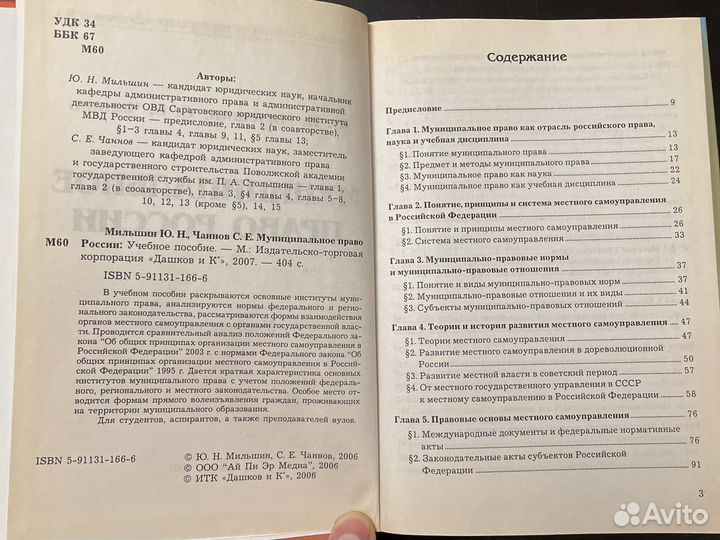 УДК 34
ББК 67
М60
Авторы:
Ю. Н. Мильшин — кандидат юридических наук, начальник
кафедры административного права и административной
деятельности ОВД Саратовского юридического института
МВД России — предисловие, глава 2 (в соавторстве),
§1–3 главы 4, главы 9, 11, §5 главы 13;
С. Е. Чаннов — кандидат юридических наук, заместитель
заведующего кафедрой административного права
и государственного строительства Поволжской академии
государственной службы им. П. А. Столыпина — глава 1,
глава 2 (в сооавторстве), глава 3, §4 главы 4, главы 5–8,
10, 12, 13 (кроме §5), 14, 15
Мильшин Ю. Н., Чаннов С. Е. Муниципальное право
М60 России: Учебное пособие. — М.: Издательско-торговая
корпорация «Дашков и К°», 2007. — 404 с.
ISBN 5-91131-166-6
В учебном пособии раскрываются основные институты муни-
ципального права, анализируются нормы федерального и регио-
нального законодательства, рассматриваются формы взаимодействия
органов местного самоуправления с органами государственной влас-
ти. Проводится сравнительный анализ положений Федерального за-
кона "Об общих принципах организации местного самоуправления в
Российской Федерации" 2003 г. с нормами Федерального закона "Об
общих принципах организации местного самоуправления в Россий-
ской Федерации" 1995 г. Дается краткая характеристика основных
институтов муниципального права с учетом положений федераль-
ного, регионального и местного законодательства. Особое место от-
водится формам прямого волеизъявления граждан, проживающих
на территории муниципального образования.
Для студентов, аспирантов, а также преподавателей вузов.
ISBN 5-91131-166-6
© Ю. Н. Мильшин, С. Е. Чаннов, 2006
© ООО "Ай Пи Эр Медиа", 2006
© ИТК «Дашков и К°», 2006
Содержание
Предисловие 9
Глава 1. Муниципальное право как отрасль российского права,
наука и учебная дисциплина 13
§1. Понятие муниципального права 13
§2. Предмет и методы муниципального права 17
§3. Муниципальное право как наука 22
§4. Муниципальное право как учебная дисциплина 24
Глава 2. Понятие, принципы и система местного самоуправления
в Российской Федерации 26
§1. Понятие и принципы местного самоуправления 26
§2. Система местного самоуправления 33
Глава 3. Муниципально-правовые нормы
и муниципально-правовые отношения 37
§1. Понятие и виды муниципально-правовых норм 37
§2. Муниципально-правовые отношения и их виды 41
§3. Субъекты муниципально-правовых отношений 44
Глава 4. Теории и история развития местного самоуправления 47
§1. Теории местного самоуправления 47
§2. Развитие местного самоуправления в дореволюционной
России 50
§3. Развитие местной власти в советский период 57
§4. От местного государственного управления в СССР
к местному самоуправлению в Российской Федерации 58
Глава 5. Правовые основы местного самоуправления 76
§1. Международные документы и федеральные нормативные
акты 76
§2. Законодательные акты субъектов Российской
Федерации 91
3
Avito